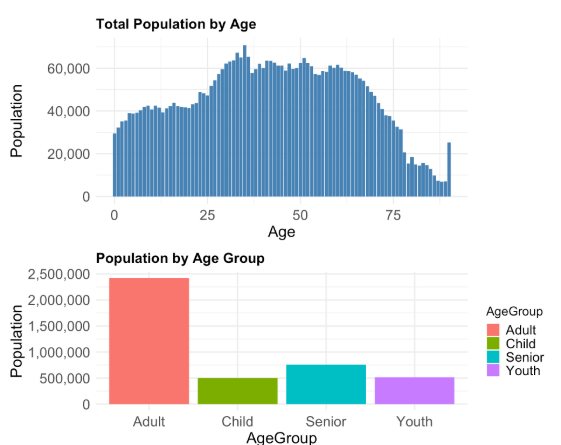 Total Population by Age
Population
60,000
40,000
20,000
0
0 25 50 75
Age
Population by Age Group
Population
2,500,000
2,000,000
1,500,000
1,000,000
500,000
0
Adult Child Senior Youth
AgeGroup
AgeGroup
Adult
Child
Senior
Youth